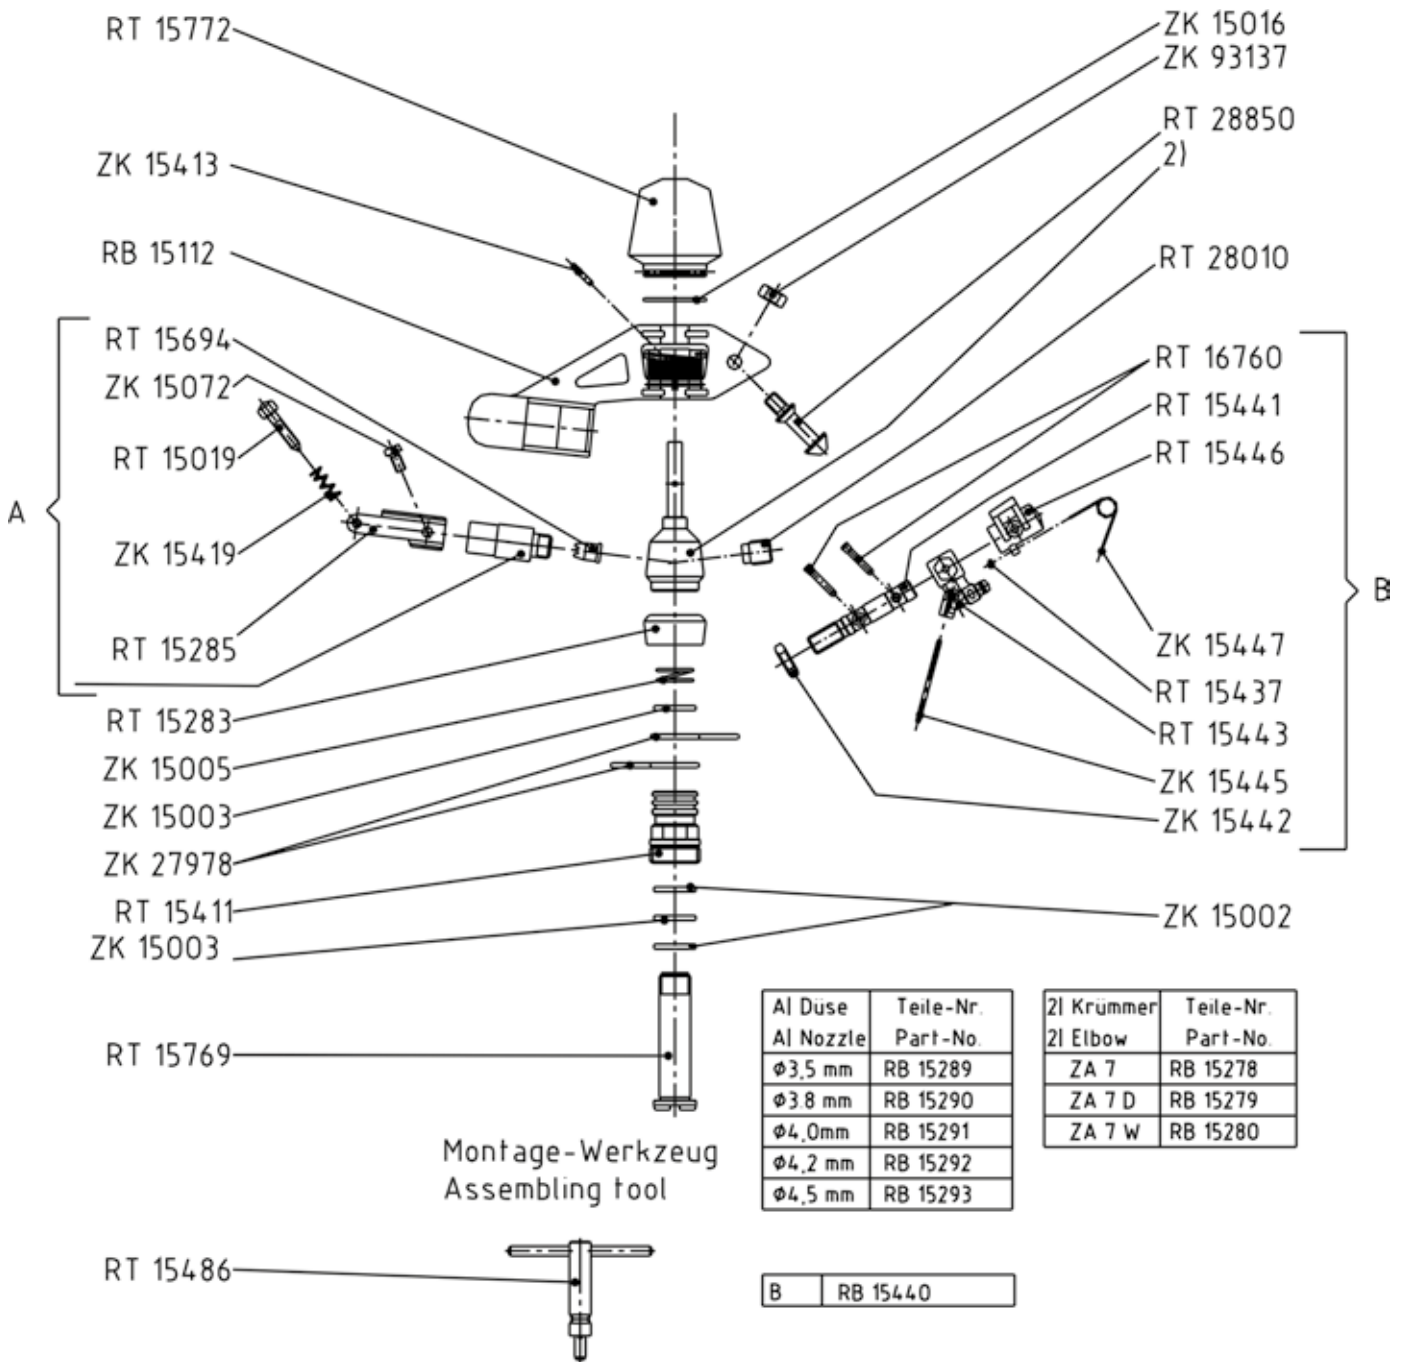 RT 15772
ZK 15413
RB 15112
RT 15694
ZK 15072
RT 15019
A
ZK 15419
RT 15285
RT 15283
ZK 15005
ZK 15003
ZK 27978
RT 15411
ZK 15003
RT 15769
Montage-Werkzeug
Assembling tool
RT 15486
ZK 15016
ZK 93137
RT 28850
2)
RT 28010
RT 16760
RT 15441
RT 15446
B
ZK 15447
RT 15437
RT 15443
ZK 15445
ZK 15442
ZK 15002
A| Düse Teile-Nr.
A| Nozzle Part-No.
ϕ3,5 mm RB 15289
ϕ3.8 mm RB 15290
ϕ4,0mm RB 15291
ϕ4,2 mm RB 15292
ϕ4,5 mm RB 15293
2| Krümmer Teile-Nr.
2| Elbow Part-No.
ZA 7 RB 15278
ZA 7 D RB 15279
ZA 7 W RB 15280
B RB 15440